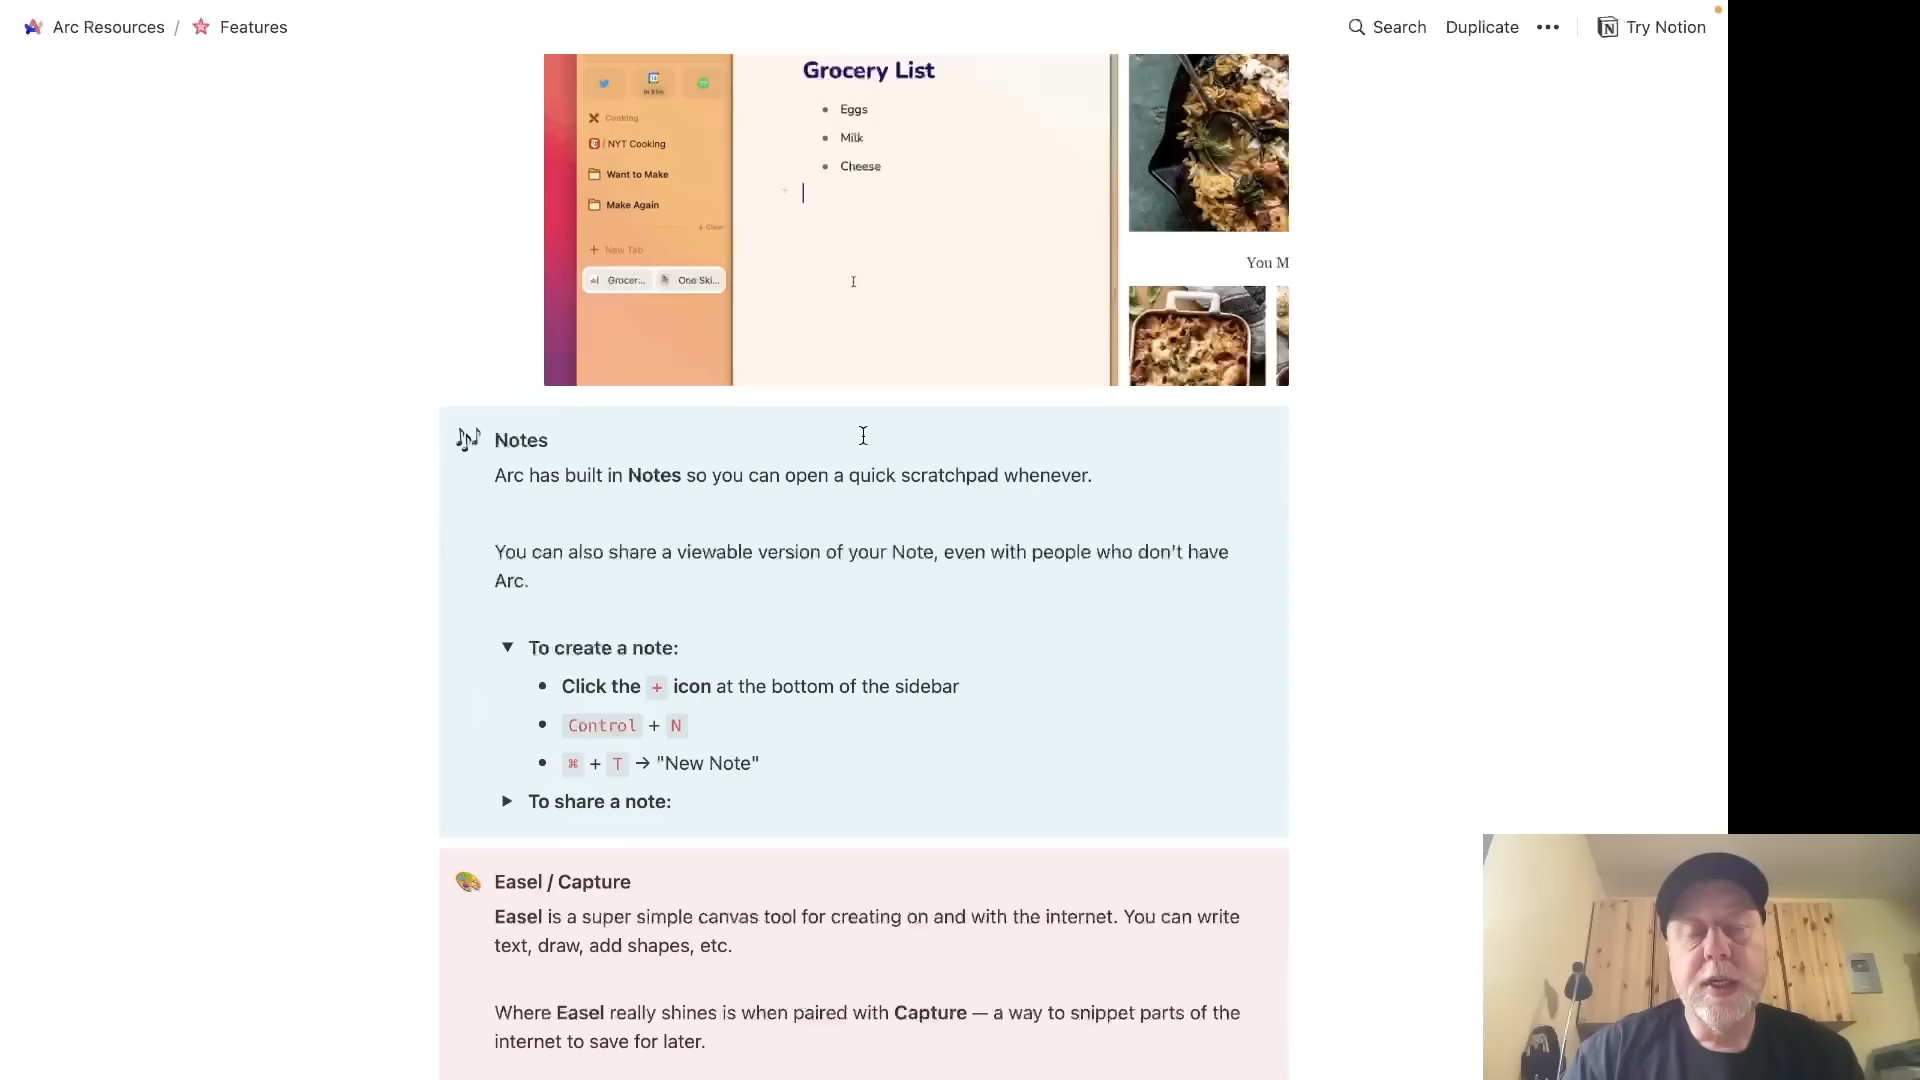 Arc Resources / Features
Search Duplicate ••• Try Notion
Grocery List
• Eggs
• Milk
• Cheese
in 51m
Cooking
/ NYT Cooking
Want to Make
Make Again
↓ Clear
+ New Tab
Grocer... One Ski...
You M
Notes
Arc has built in Notes so you can open a quick scratchpad whenever.
You can also share a viewable version of your Note, even with people who don’t have
Arc.
▼ To create a note:
• Click the + icon at the bottom of the sidebar
• Control + N
• ⌘ + T → "New Note"
▶ To share a note:
Easel / Capture
Easel is a super simple canvas tool for creating on and with the internet. You can write
text, draw, add shapes, etc.
Where Easel really shines is when paired with Capture — a way to snippet parts of the
internet to save for later.